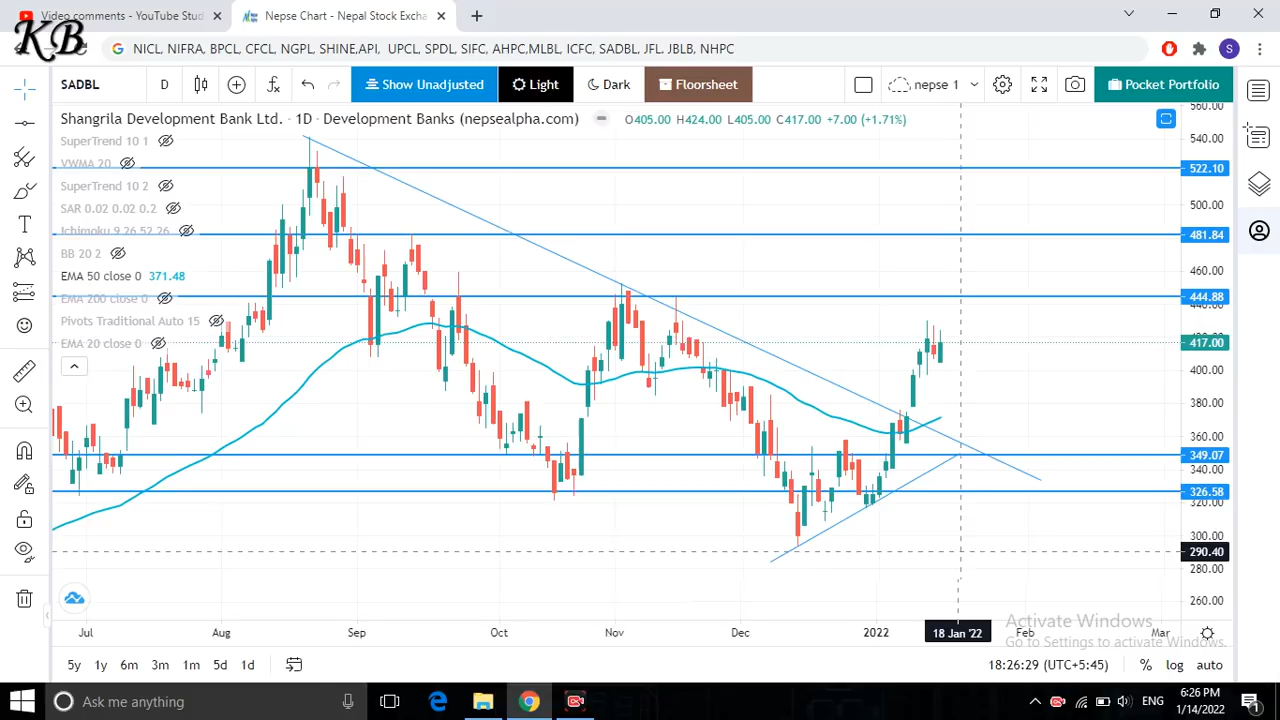 Video comments - YouTube Stud
Nepse Chart - Nepal Stock Excha
KB
NICL, NIFRA, BPCL, CFCL, NGPL, SHINE,API, UPCL, SPDL, SIFC, AHPC,MLBL, ICFC, SADBL, JFL, JBLB, NHPC
S
SADBL D Show Unadjusted Light Dark Floorsheet nepse 1 Pocket Portfolio
Shangrila Development Bank Ltd. · 1D · Development Banks (nepsealpha.com) O405.00 H424.00 L405.00 C417.00 +7.00 (+1.71%)
SuperTrend 10 1
VWMA 20
SuperTrend 10 2
SAR 0.02 0.02 0.2
Ichimoku 9 26 52 26
BB 20 2
EMA 50 close 0 371.48
EMA 200 close 0
Pivots Traditional Auto 15
EMA 20 close 0
560.00
540.00
522.10
500.00
481.84
460.00
444.88
440.00
420.00
417.00
400.00
380.00
360.00
349.07
340.00
326.58
320.00
300.00
290.40
280.00
260.00
Jul Aug Sep Oct Nov Dec 2022 18 Jan '22 Feb Mar
Activate Windows
Go to Settings to activate Windows.
5y 1y 6m 3m 1m 5d 1d
18:26:29 (UTC+5:45) % log auto
Ask me anything
ENG
6:26 PM
1/14/2022
1